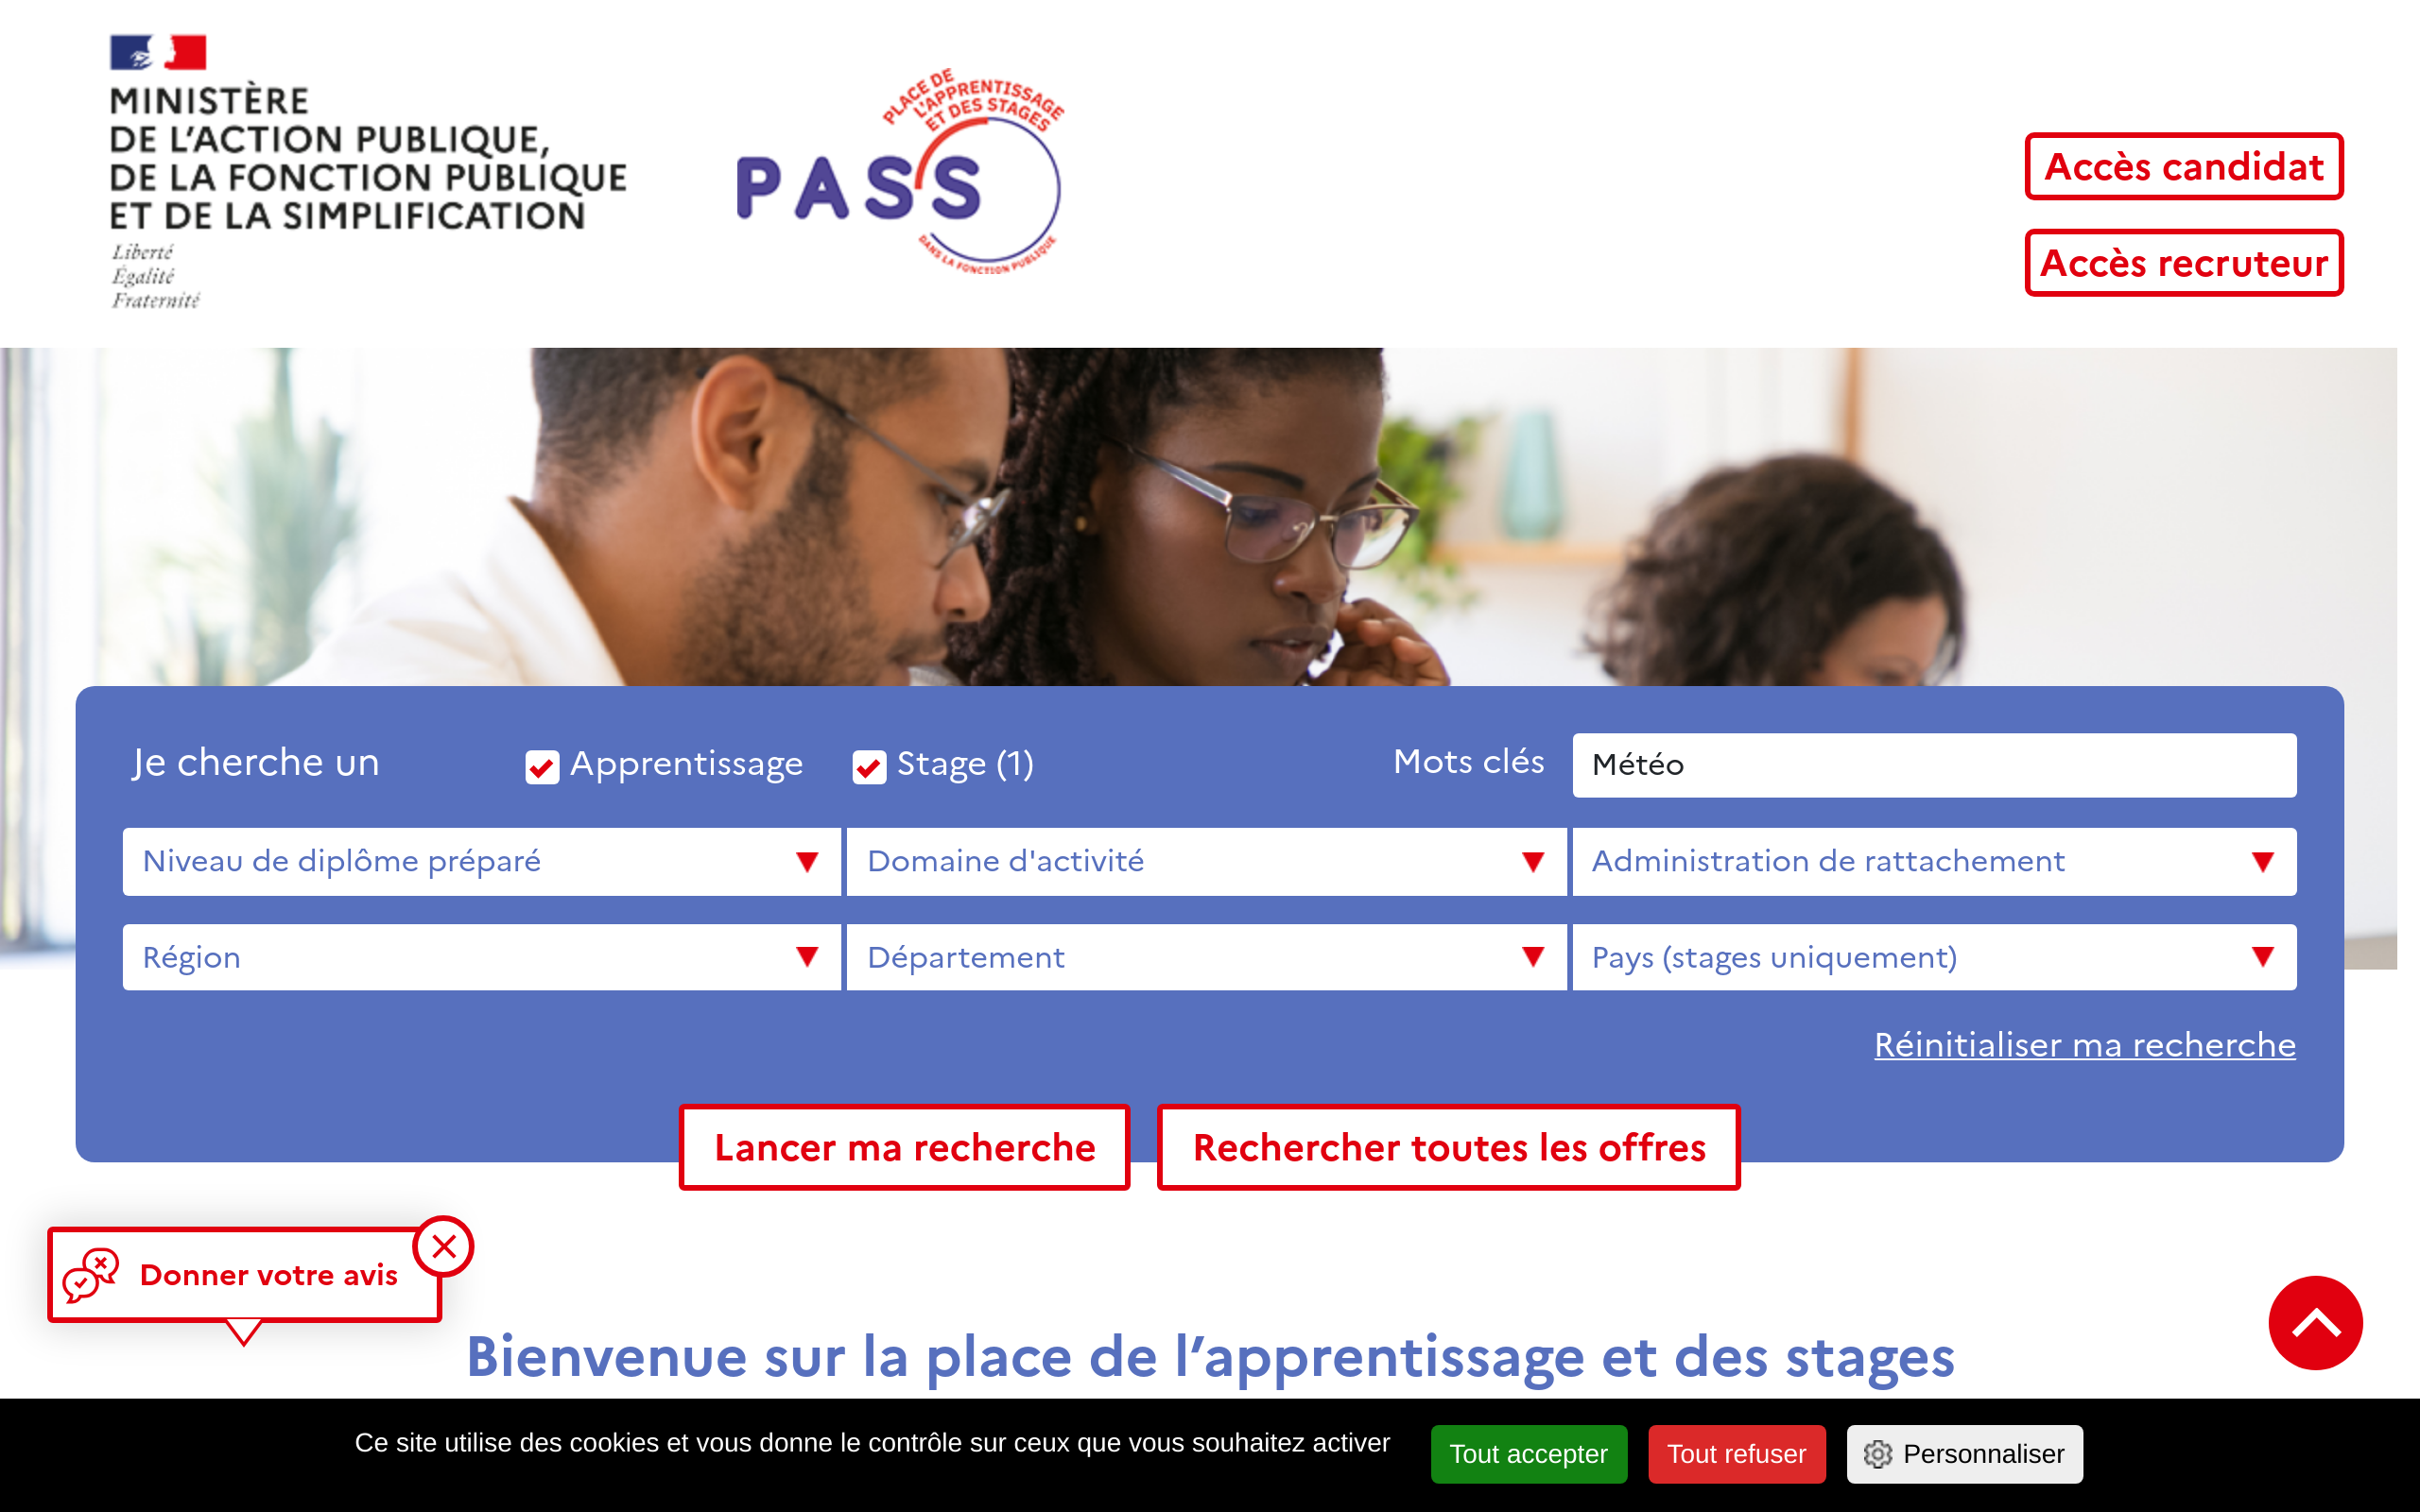 MINISTÈRE
DE L'ACTION PUBLIQUE,
DE LA FONCTION PUBLIQUE
ET DE LA SIMPLIFICATION
Liberté
Égalité
Fraternité
PLACE DE
L'APPRENTISSAGE
ET DES STAGES
PASS
DANS LA FONCTION PUBLIQUE
Accès candidat
Accès recruteur
Je cherche un
Apprentissage
Stage (1)
Mots clés
Météo
Niveau de diplôme préparé
Domaine d'activité
Administration de rattachement
Région
Département
Pays (stages uniquement)
Réinitialiser ma recherche
Lancer ma recherche
Rechercher toutes les offres
Donner votre avis
Bienvenue sur la place de l’apprentissage et des stages
Ce site utilise des cookies et vous donne le contrôle sur ceux que vous souhaitez activer
Tout accepter
Tout refuser
Personnaliser